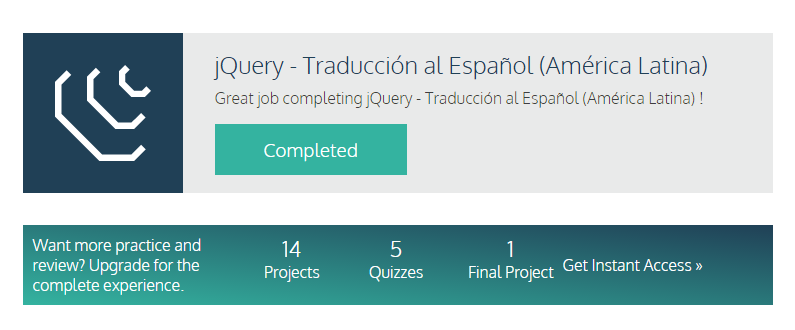 jQuery - Traducción al Español (América Latina)
Great job completing jQuery - Traducción al Español (América Latina) !
Completed
Want more practice and
review? Upgrade for the
complete experience.
14
Projects
5
Quizzes
1
Final Project
Get Instant Access »